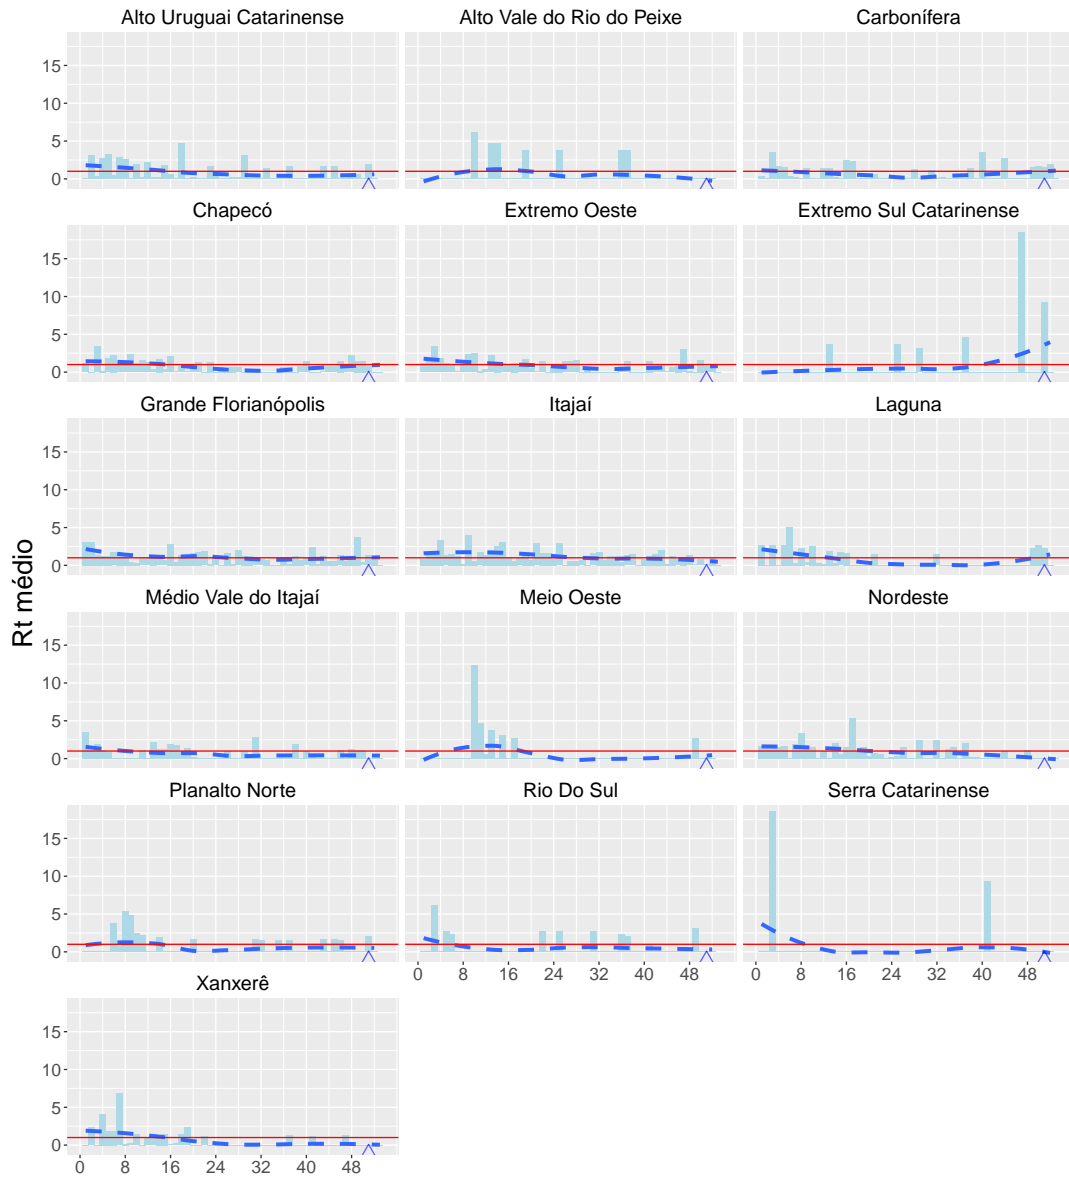 Alto Uruguai Catarinense Alto Vale do Rio do Peixe Carbonífera
15
10
5
0
Chapecó Extremo Oeste Extremo Sul Catarinense
15
10
5
0
Grande Florianópolis Itajaí Laguna
15
10
5
0
Rt médio
Médio Vale do Itajaí Meio Oeste Nordeste
15
10
5
0
Planalto Norte Rio Do Sul Serra Catarinense
15
10
5
0
0 8 16 24 32 40 48 0 8 16 24 32 40 48
Xanxerê
15
10
5
0
0 8 16 24 32 40 48